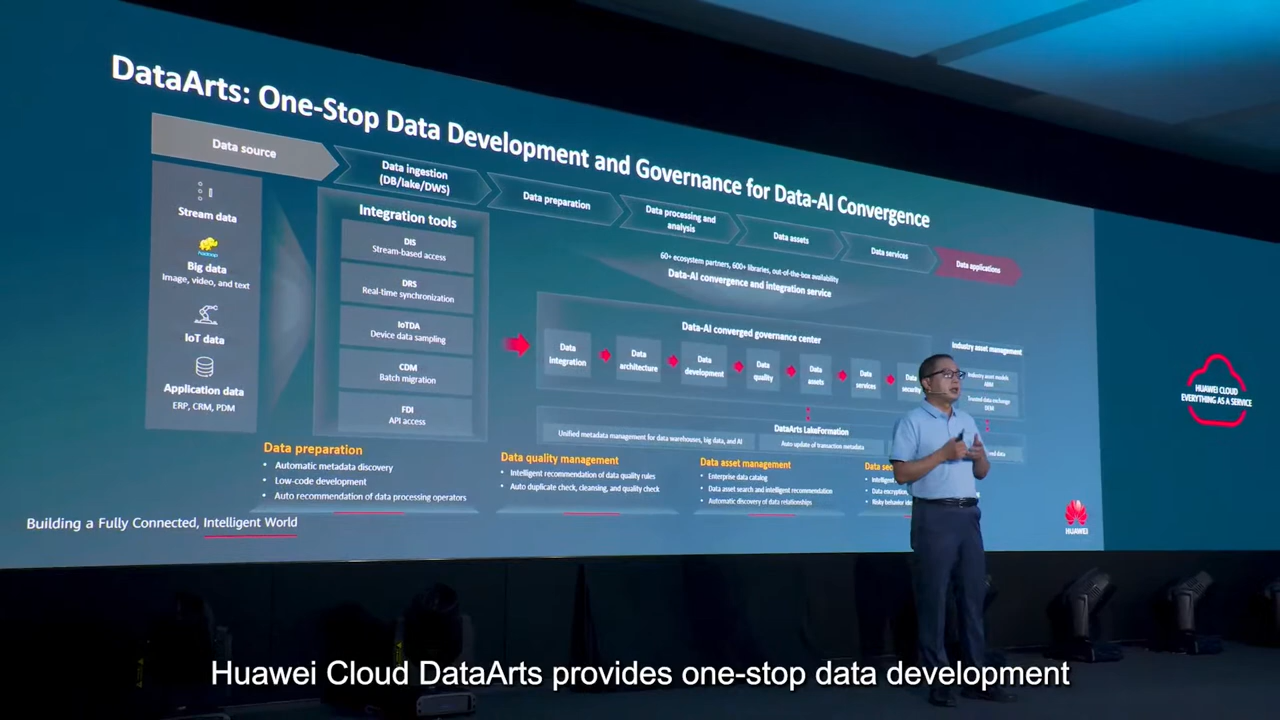 DataArts: One-Stop Data Development and Governance for Data-AI Convergence
Data source
Data ingestion
(DB/lake/DWS)
Data preparation
Data processing and
analysis
Data assets
Data services
Data applications
Stream data
Big data
Image, video, and text
IoT data
Application data
ERP, CRM, PDM
Integration tools
DIS
Stream-based access
DRS
Real-time synchronization
IoTDA
Device data sampling
CDM
Batch migration
FDI
API access
60+ ecosystem partners, 600+ libraries, out-of-the-box availability
Data-AI convergence and integration service
Data-AI converged governance center
Data
integration
Data
architecture
Data
development
Data
quality
Data
assets
Data
services
Data
security
Industry asset management
Industry asset models
Trusted data exchange
DataArts LakeFormation
Unified metadata management for data warehouses, big data, and AI
Auto-update of transaction metadata
Data preparation
• Automatic metadata discovery
• Low-code development
• Auto recommendation of data processing operators
Data quality management
• Intelligent recommendation of data quality rules
• Auto duplicate check, cleansing, and quality check
Data asset management
• Enterprise data catalog
• Data asset search and intelligent recommendation
• Automatic discovery of data relationships
Data sec
• Intelligent
• Data encryption,
• Risky behavior
Building a Fully Connected, Intelligent World
HUAWEI
HUAWEI CLOUD
EVERYTHING AS A SERVICE
Huawei Cloud DataArts provides one-stop data development